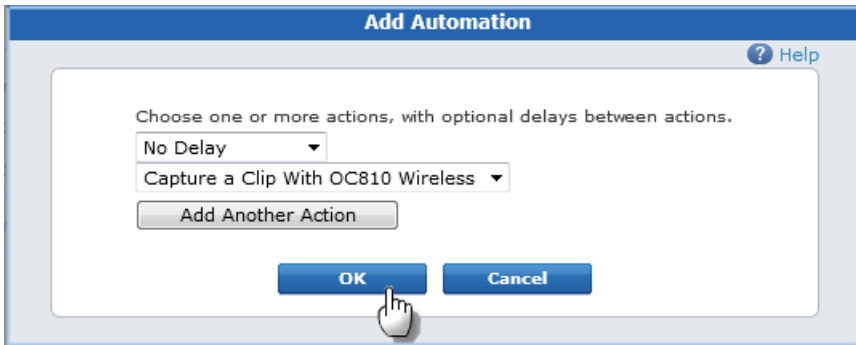 Add Automation
? Help
Choose one or more actions, with optional delays between actions.
No Delay
Capture a Clip With OC810 Wireless
Add Another Action
OK Cancel